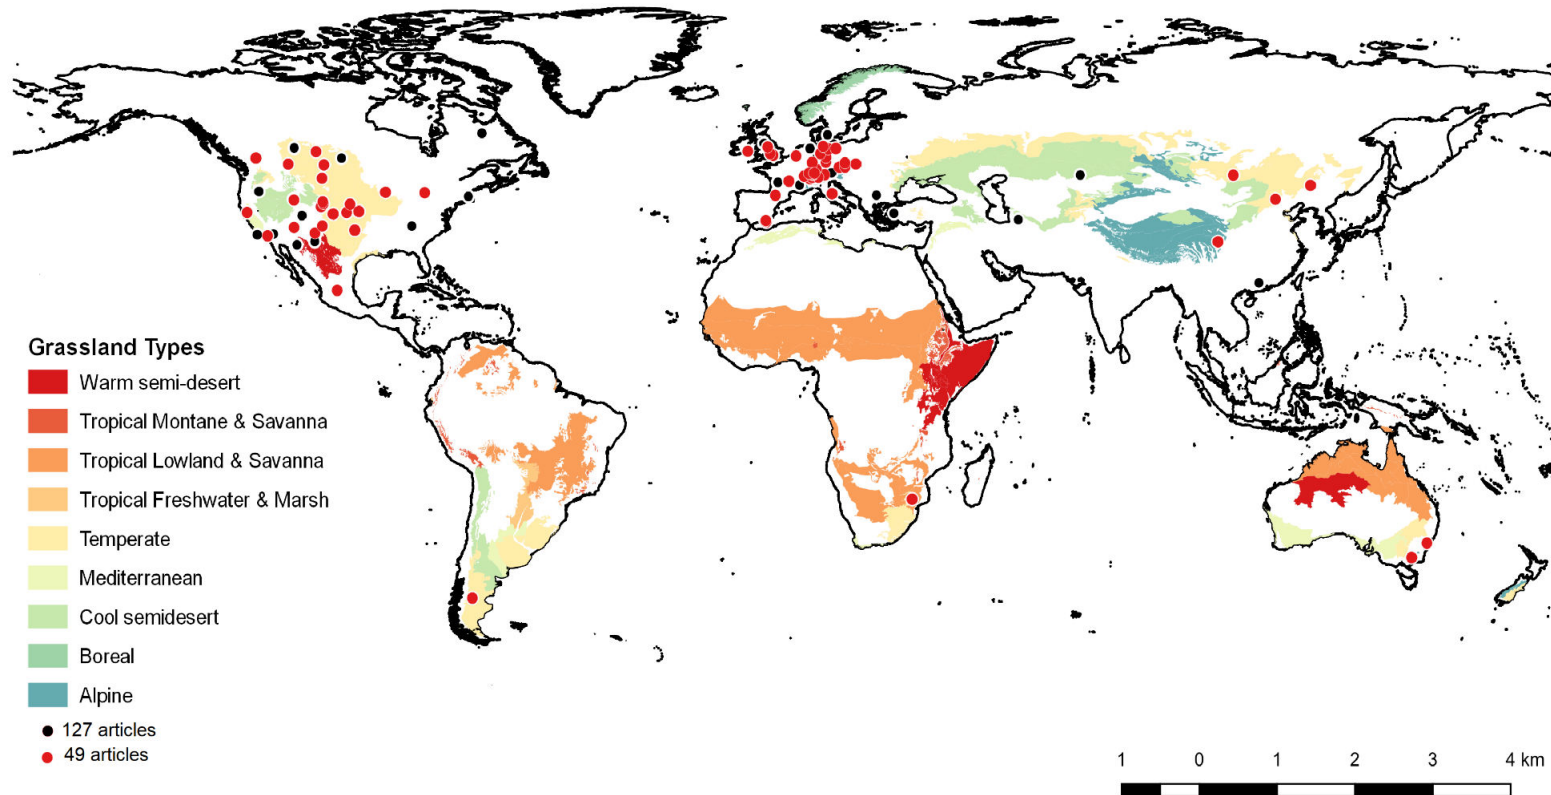 Grassland Types
Warm semi-desert
Tropical Montane & Savanna
Tropical Lowland & Savanna
Tropical Freshwater & Marsh
Temperate
Mediterranean
Cool semidesert
Boreal
Alpine
127 articles
49 articles
1 0 1 2 3 4 km